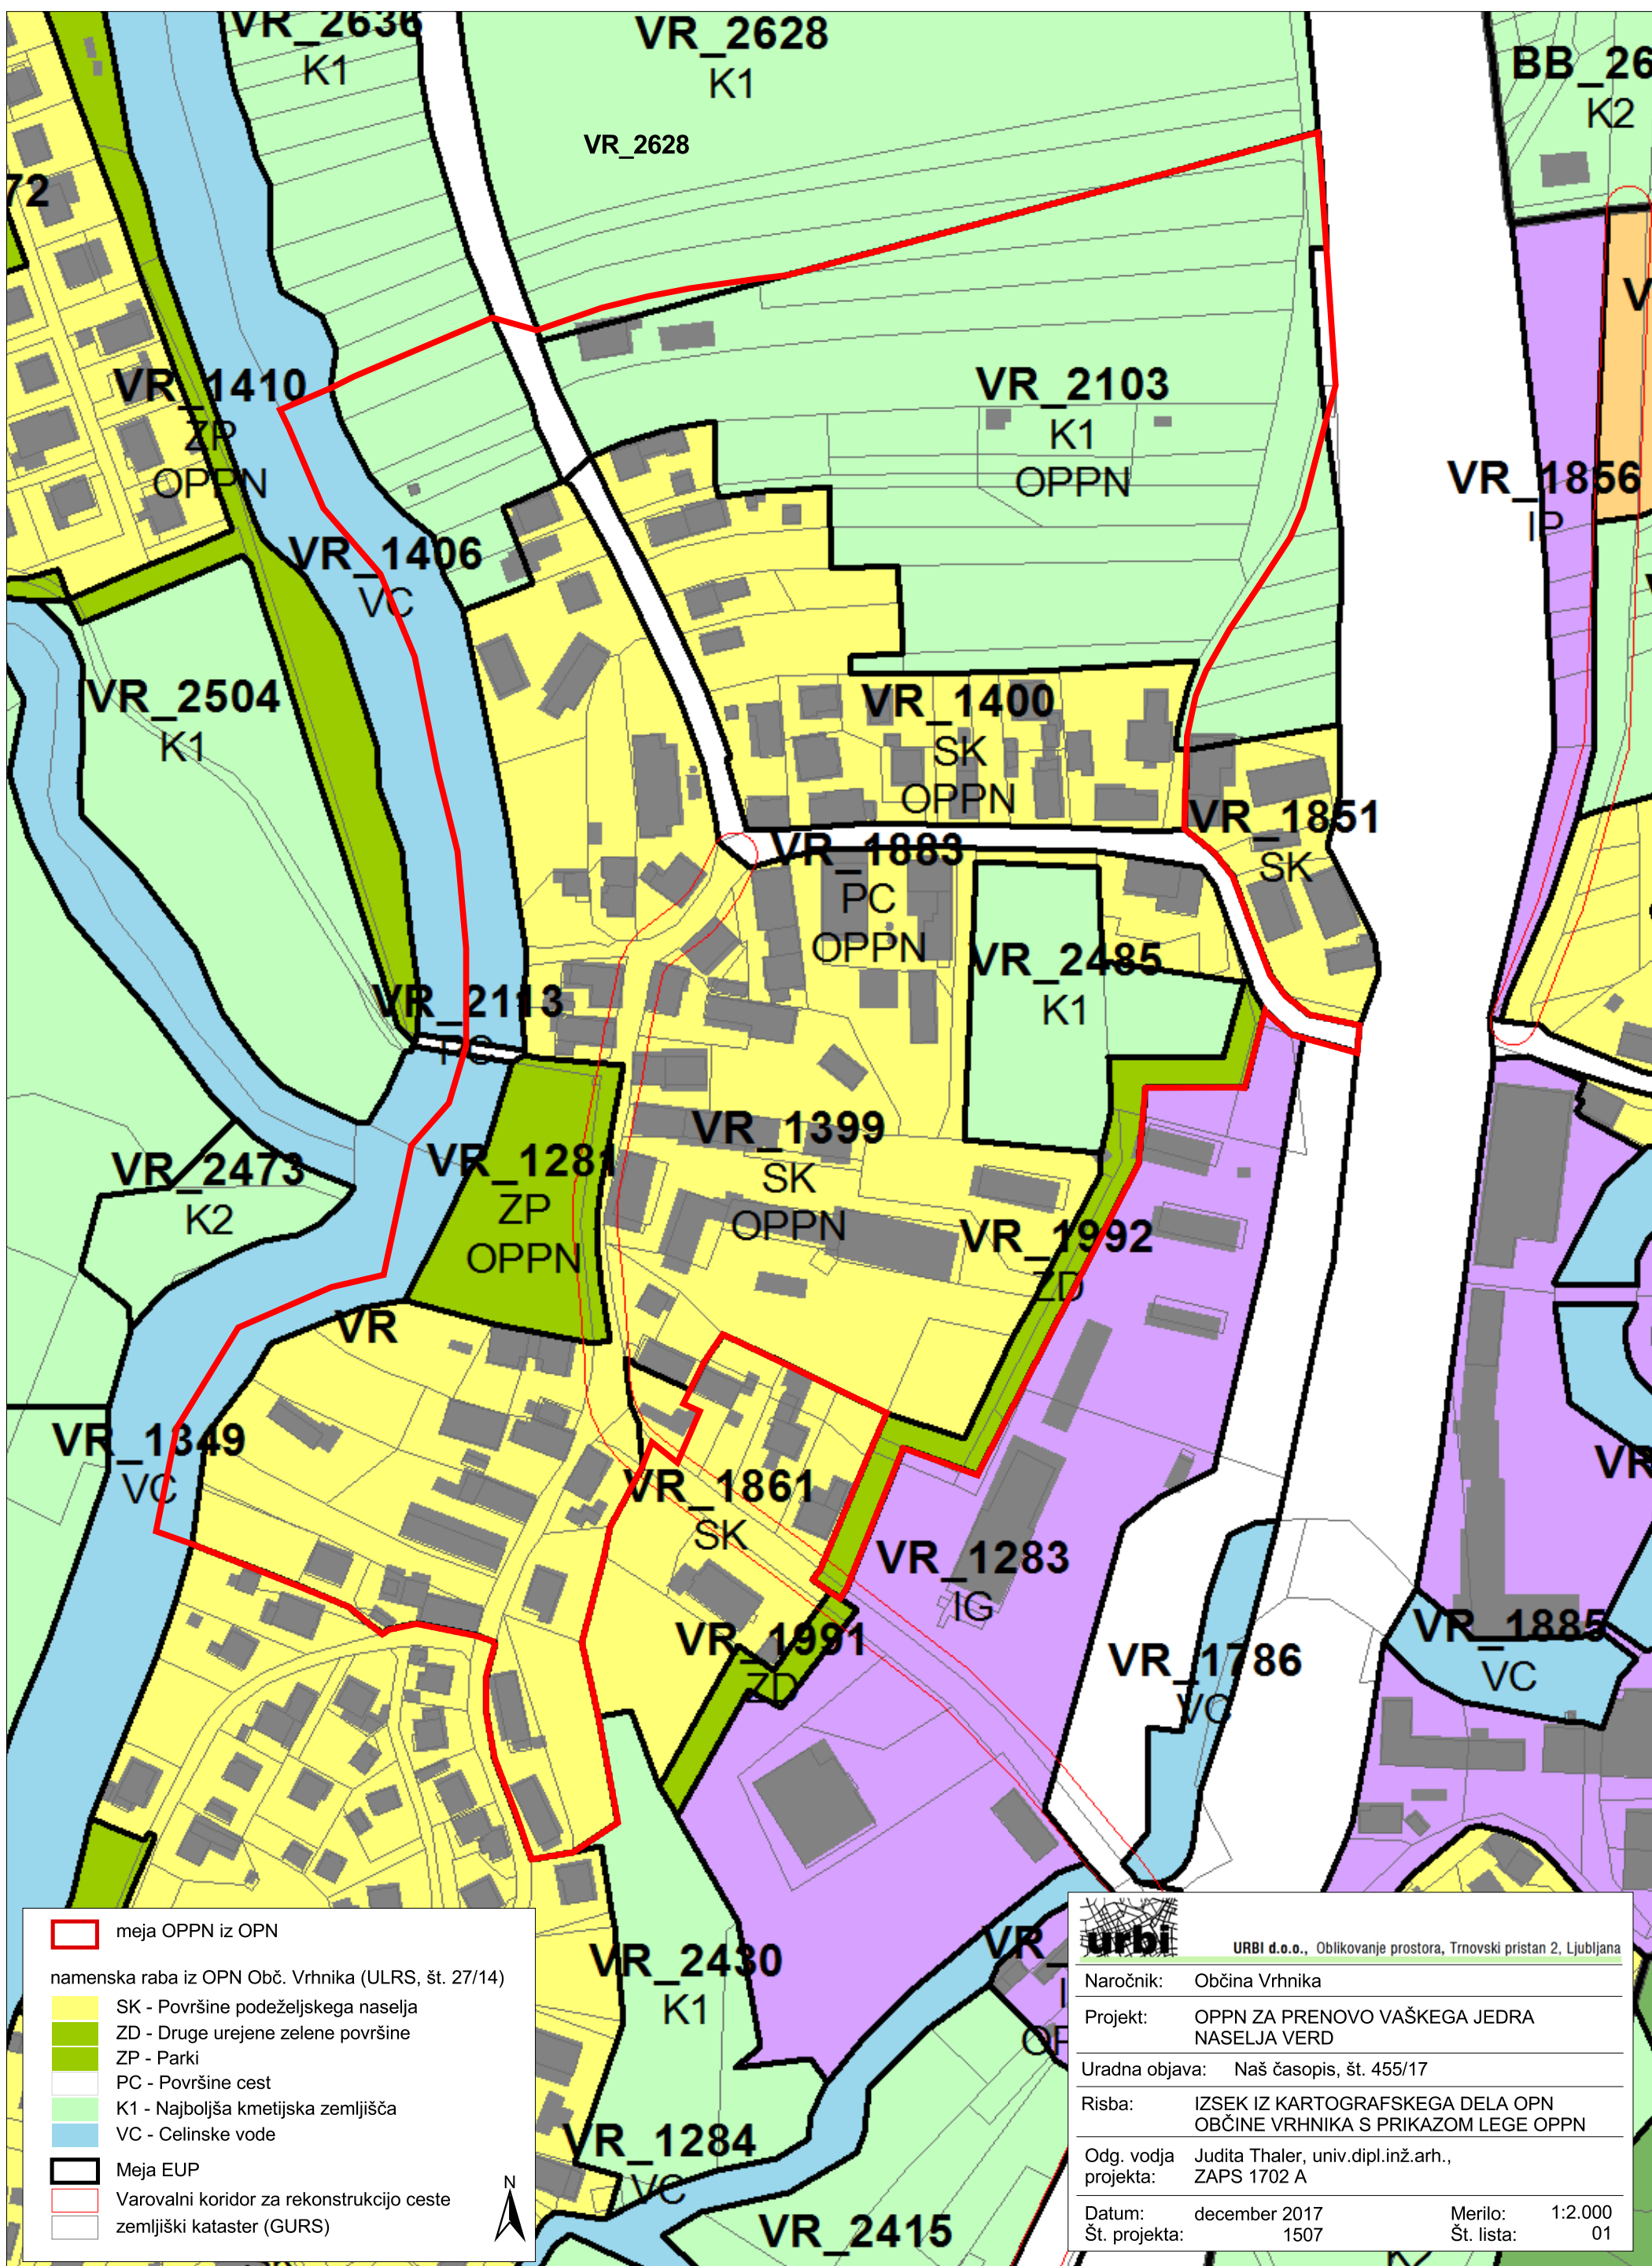 VR_2636
K1
VR_2628
K1
VR_2628
BB_26
K2
72
V
VR_1410
ZP
OPPN
VR_2103
K1
OPPN
VR_1856
IP
VR_1406
VC
VR_2504
K1
VR_1400
SK
OPPN
VR_1851
SK
VR_1883
PC
OPPN
VR_2485
K1
VR_2113
PC
VR_1399
SK
OPPN
VR_1281
ZP
OPPN
VR_2473
K2
VR_1992
ZD
VR
VR_1349
VC
VR
VR_1861
SK
VR_1283
IG
VR_1991
ZD
VR_1786
VC
VR_1885
VC
VR_2430
K1
VR_
OP
VR_1284
VC
VR_2415
K2
meja OPPN iz OPN
namenska raba iz OPN Obč. Vrhnika (ULRS, št. 27/14)
SK - Površine podeželjskega naselja
ZD - Druge urejene zelene površine
ZP - Parki
PC - Površine cest
K1 - Najboljša kmetijska zemljišča
VC - Celinske vode
Meja EUP
Varovalni koridor za rekonstrukcijo ceste
zemljiški kataster (GURS)
N
urbi
URBI d.o.o., Oblikovanje prostora, Trnovski pristan 2, Ljubljana
Naročnik: Občina Vrhnika
Projekt: OPPN ZA PRENOVO VAŠKEGA JEDRA
NASELJA VERD
Uradna objava: Naš časopis, št. 455/17
Risba: IZSEK IZ KARTOGRAFSKEGA DELA OPN
OBČINE VRHNIKA S PRIKAZOM LEGE OPPN
Odg. vodja Judita Thaler, univ.dipl.inž.arh.,
projekta: ZAPS 1702 A
Datum: december 2017 Merilo: 1:2.000
Št. projekta: 1507 Št. lista: 01